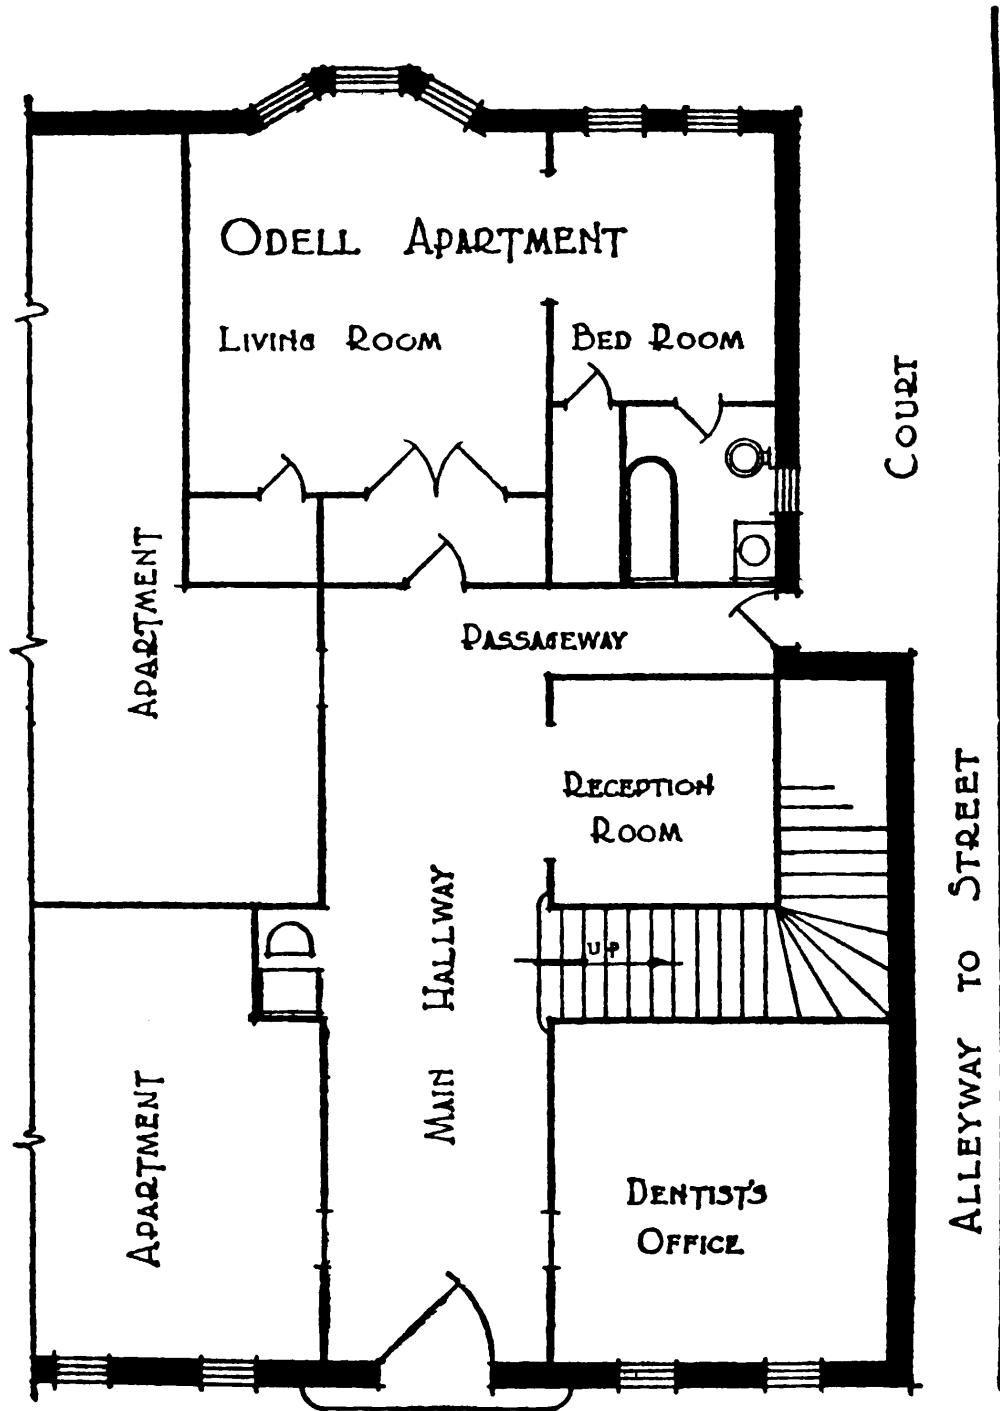 ODELL APARTMENT
LIVING ROOM
BED ROOM
COURT
APARTMENT
PASSAGEWAY
RECEPTION
ROOM
MAIN HALLWAY
UP
ALLEYWAY TO STREET
APARTMENT
DENTIST'S
OFFICE